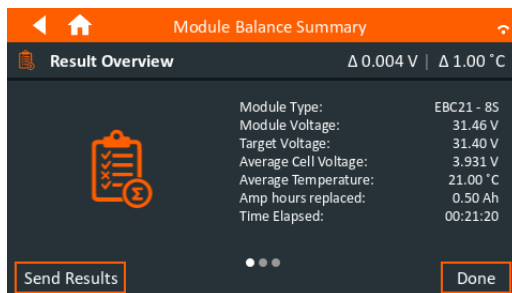 Module Balance Summary
Result Overview
Δ 0.004 V | Δ 1.00 °C
Module Type: EBC21 - 8S
Module Voltage: 31.46 V
Target Voltage: 31.40 V
Average Cell Voltage: 3.931 V
Average Temperature: 21.00 °C
Amp hours replaced: 0.50 Ah
Time Elapsed: 00:21:20
Send Results
Done